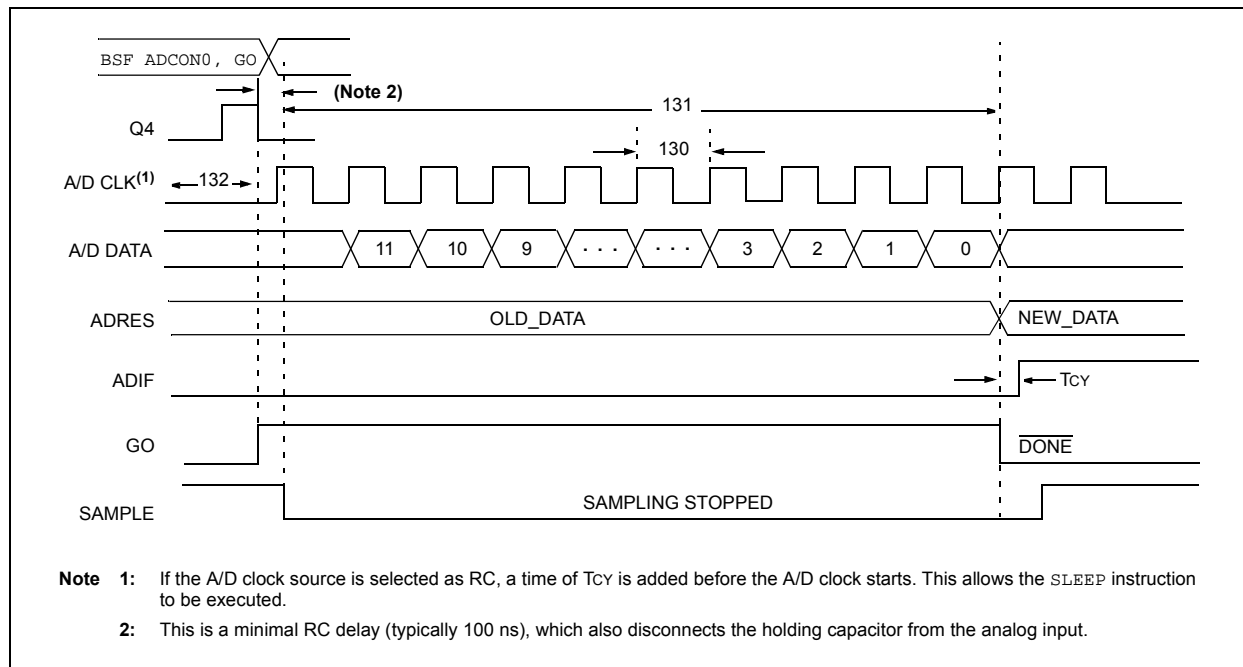 BSF ADCON0, GO
(Note 2)
131
Q4
130
A/D CLK(1)
132
A/D DATA
11 10 9 . . . . . . 3 2 1 0
ADRES
OLD_DATA
NEW_DATA
ADIF
TCY
GO
DONE
SAMPLE
SAMPLING STOPPED
Note 1: If the A/D clock source is selected as RC, a time of TCY is added before the A/D clock starts. This allows the SLEEP instruction
to be executed.
2: This is a minimal RC delay (typically 100 ns), which also disconnects the holding capacitor from the analog input.